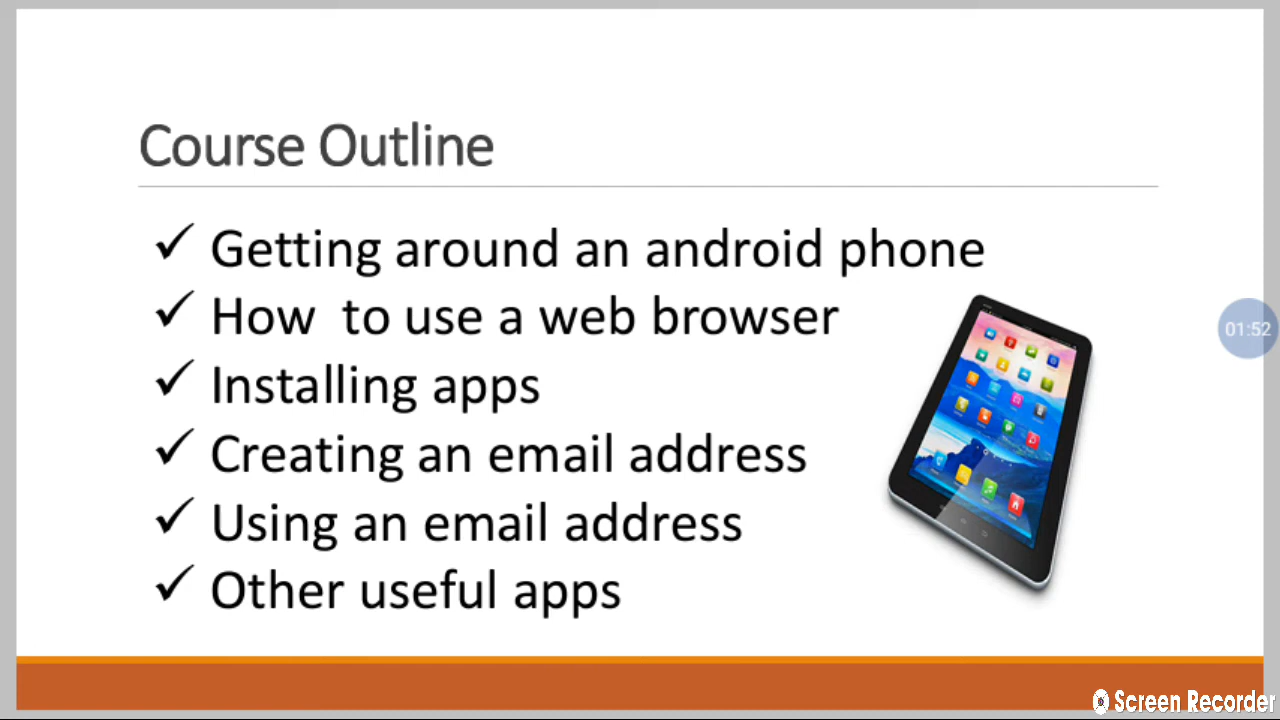 Course Outline
✓ Getting around an android phone
✓ How  to use a web browser
01:52
✓ Installing apps
✓ Creating an email address
✓ Using an email address
✓ Other useful apps
Screen Recorder